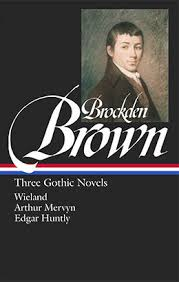 Brockden
Brown
Three Gothic Novels
Wieland
Arthur Mervyn
Edgar Huntly